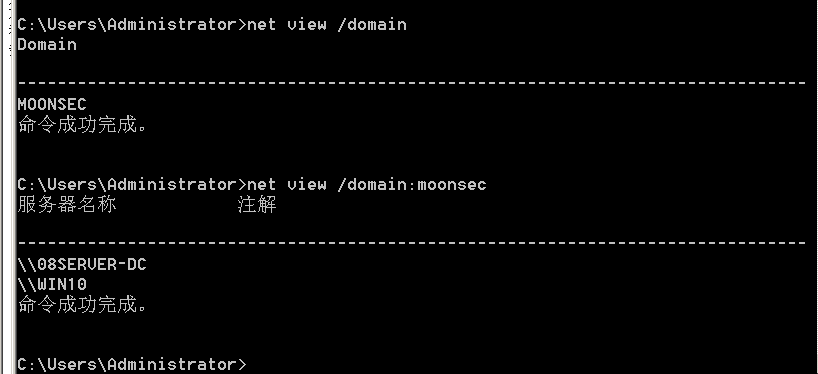 C:\Users\Administrator>net view /domain
Domain
-------------------------------------------------------------------------------
MOONSEC
命令成功完成。
C:\Users\Administrator>net view /domain:moonsec
服务器名称            注解
-------------------------------------------------------------------------------
\\08SERVER-DC
\\WIN10
命令成功完成。
C:\Users\Administrator>